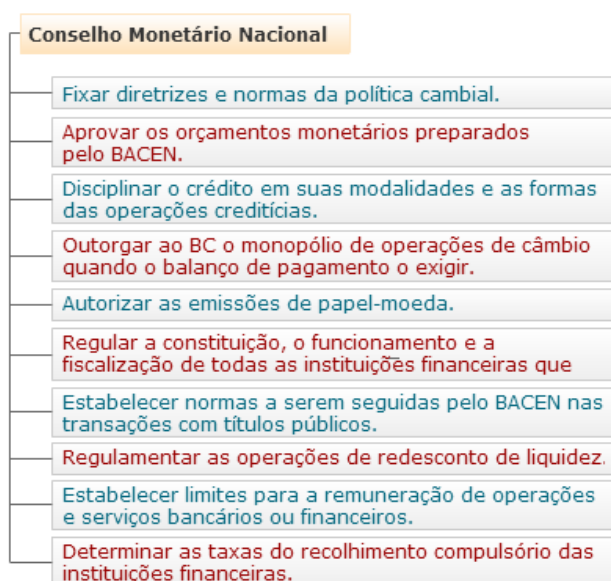 Conselho Monetário Nacional
Fixar diretrizes e normas da política cambial.
Aprovar os orçamentos monetários preparados
pelo BACEN.
Disciplinar o crédito em suas modalidades e as formas
das operações creditícias.
Outorgar ao BC o monopólio de operações de câmbio
quando o balanço de pagamento o exigir.
Autorizar as emissões de papel-moeda.
Regular a constituição, o funcionamento e a
fiscalização de todas as instituições financeiras que
Estabelecer normas a serem seguidas pelo BACEN nas
transações com títulos públicos.
Regulamentar as operações de redesconto de liquidez.
Estabelecer limites para a remuneração de operações
e serviços bancários ou financeiros.
Determinar as taxas do recolhimento compulsório das
instituições financeiras.